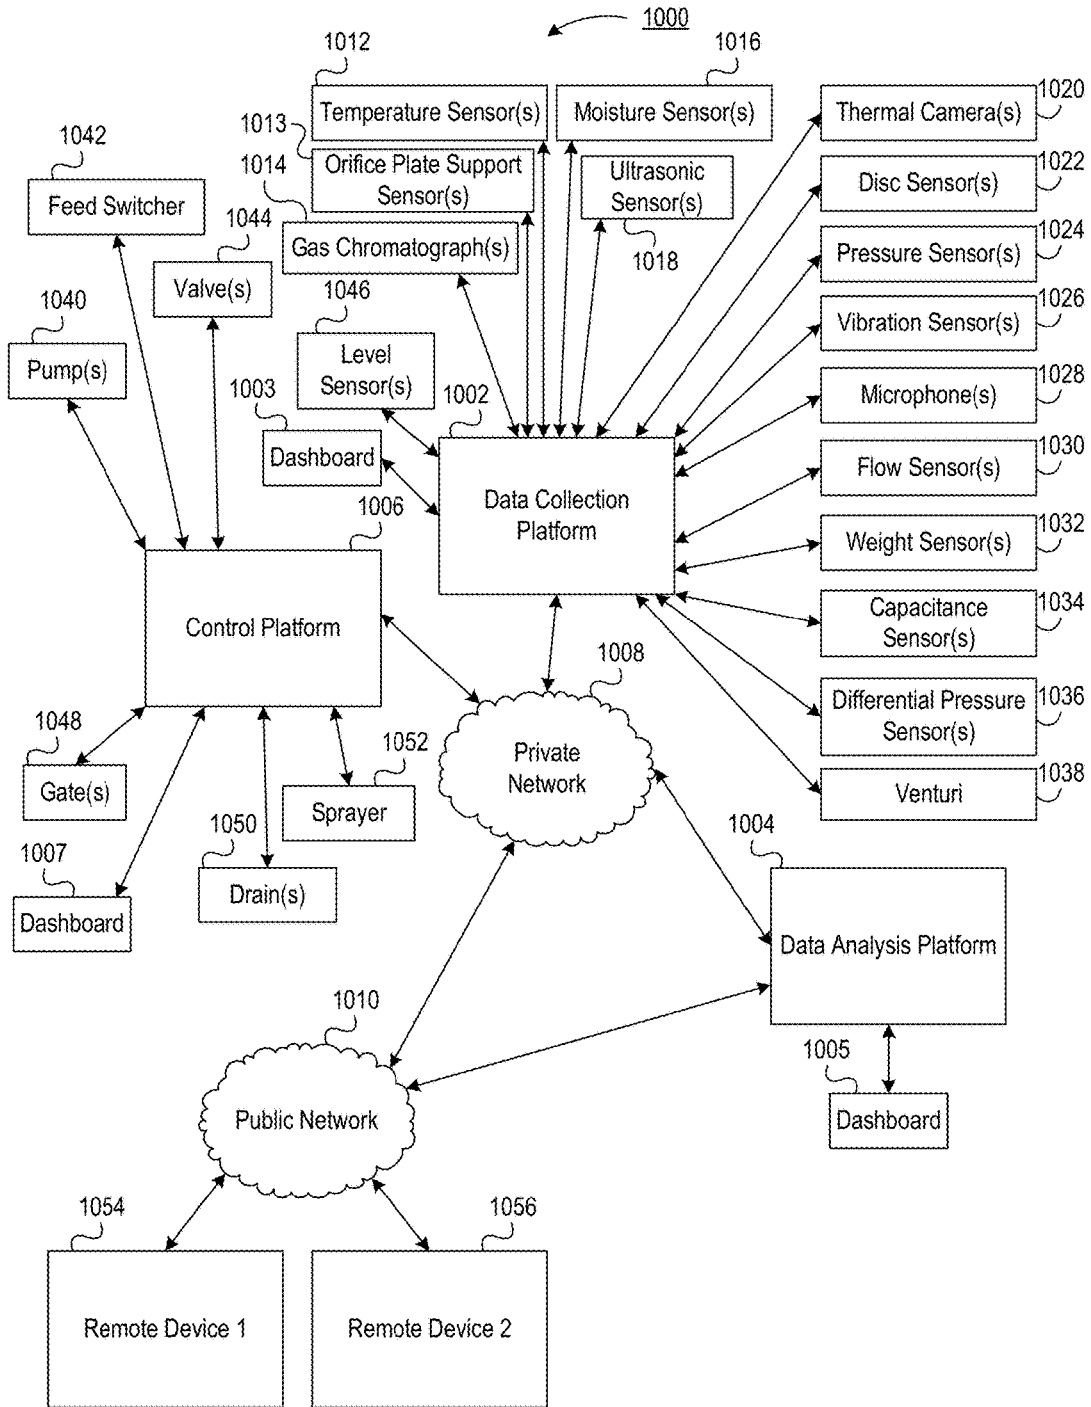 1000
1012
Temperature Sensor(s)
1016
Moisture Sensor(s)
1013
Orifice Plate Support
Sensor(s)
1014
Gas Chromatograph(s)
Ultrasonic
Sensor(s)
1018
Thermal Camera(s)
1020
Disc Sensor(s)
1022
Pressure Sensor(s)
1024
Vibration Sensor(s)
1026
Microphone(s)
1028
Flow Sensor(s)
1030
Weight Sensor(s)
1032
Capacitance
Sensor(s)
1034
Differential Pressure
Sensor(s)
1036
Venturi
1038
1042
Feed Switcher
1044
Valve(s)
1040
Pump(s)
1046
Level
Sensor(s)
1003
Dashboard
1002
Data Collection
Platform
1006
Control Platform
1008
Private
Network
1048
Gate(s)
1052
Sprayer
1007
Dashboard
1050
Drain(s)
1004
Data Analysis Platform
1005
Dashboard
1010
Public Network
1054
Remote Device 1
1056
Remote Device 2